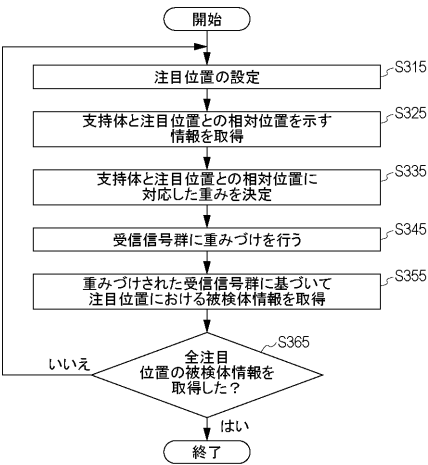 開始
注目位置の設定
S315
支持体と注目位置との相対位置を示す
情報を取得
S325
支持体と注目位置との相対位置に
対応した重みを決定
S335
受信信号群に重みづけを行う
S345
重みづけされた受信信号群に基づいて
注目位置における被検体情報を取得
S355
全注目
位置の被検体情報を
取得した？
S365
いいえ
はい
終了